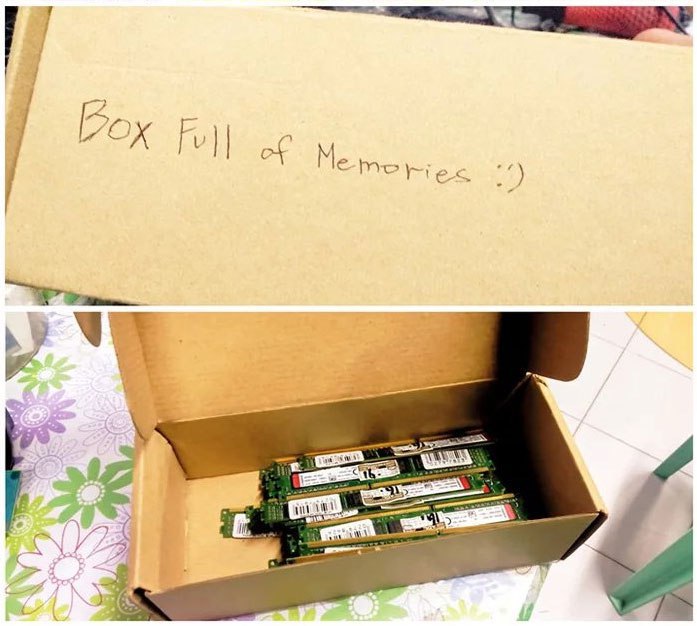 Box Full of Memories :')